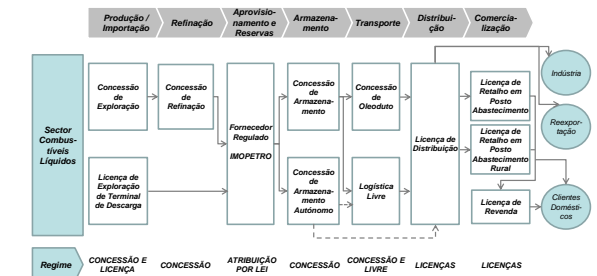 Produção /
Importação
Refinação
Aprovisio-
namento e
Reservas
Armazena-
mento
Transporte
Distribui-
ção
Comercia-
lização
Sector
Combus-
tíveis
Líquidos
Concessão
de
Exploração
Concessão
de
Refinação
Licença de
Exploração
de Terminal
de Descarga
Fornecedor
Regulado
IMOPETRO
Concessão
de
Armazena-
mento
Concessão
de
Armazena-
mento
Autónomo
Concessão
de
Oleoduto
Logística
Livre
Licença de
Distribuição
Licença de
Retalho em
Posto
Abastecimento
Licença de
Retalho em
Posto
Abastecimento
Rural
Licença de
Revenda
Indústria
Reexpor-
tação
Clientes
Domésti-
cos
Regime
CONCESSÃO E
LICENÇA
CONCESSÃO
ATRIBUIÇÃO
POR LEI
CONCESSÃO
CONCESSÃO E
LIVRE
LICENÇAS
LICENÇAS